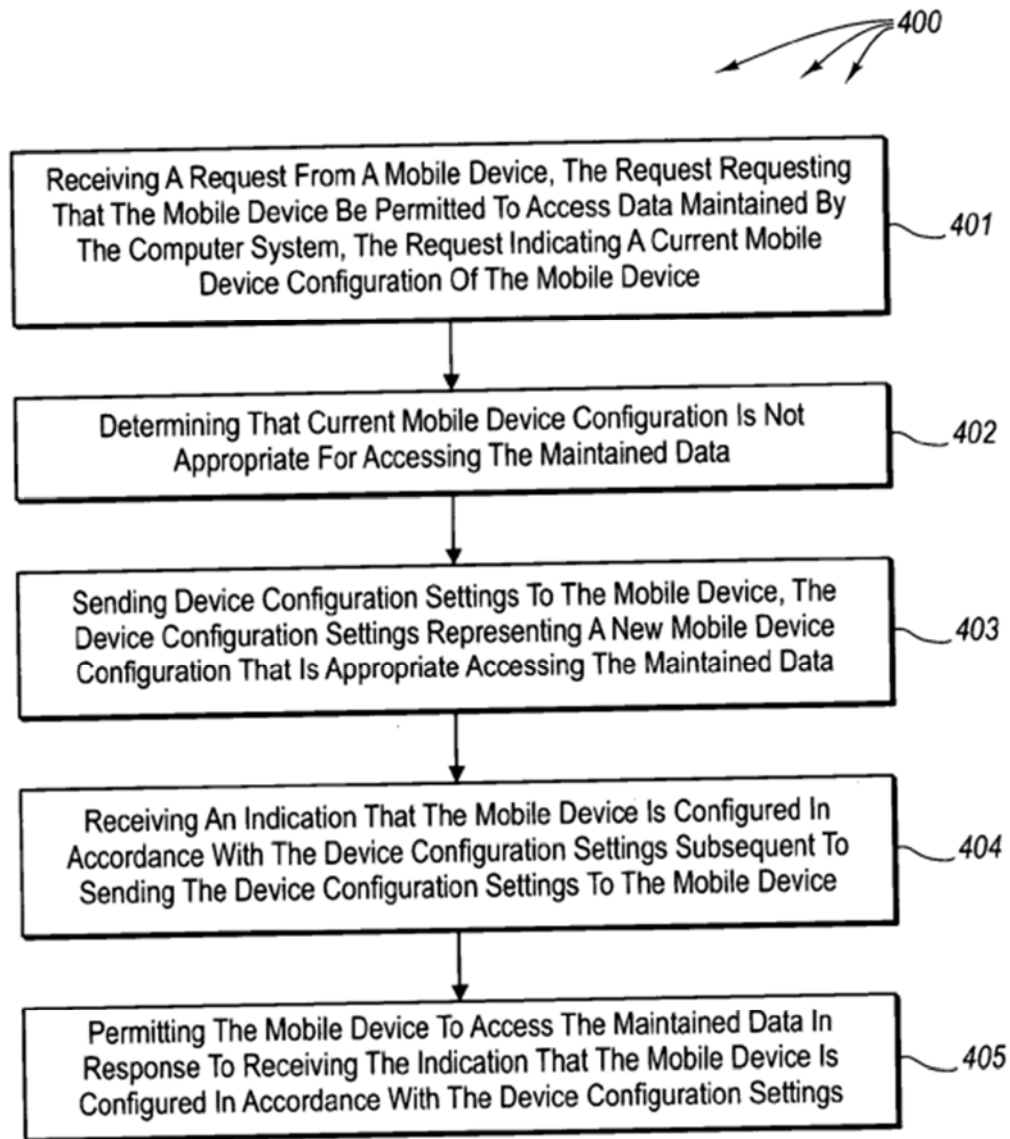 400
Receiving A Request From A Mobile Device, The Request Requesting
That The Mobile Device Be Permitted To Access Data Maintained By
The Computer System, The Request Indicating A Current Mobile
Device Configuration Of The Mobile Device
401
Determining That Current Mobile Device Configuration Is Not
Appropriate For Accessing The Maintained Data
402
Sending Device Configuration Settings To The Mobile Device, The
Device Configuration Settings Representing A New Mobile Device
Configuration That Is Appropriate Accessing The Maintained Data
403
Receiving An Indication That The Mobile Device Is Configured In
Accordance With The Device Configuration Settings Subsequent To
Sending The Device Configuration Settings To The Mobile Device
404
Permitting The Mobile Device To Access The Maintained Data In
Response To Receiving The Indication That The Mobile Device Is
Configured In Accordance With The Device Configuration Settings
405